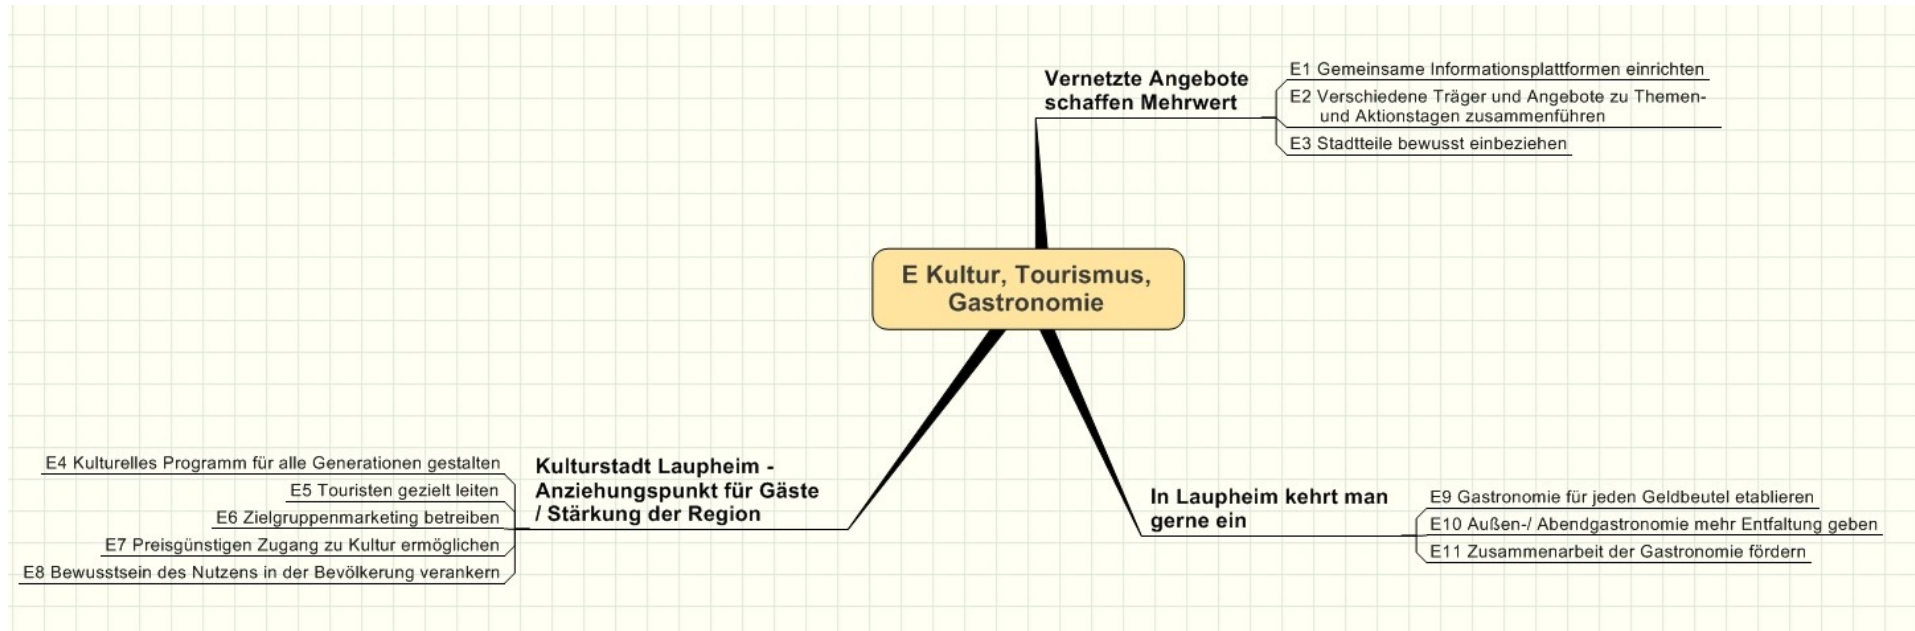 Vernetzte Angebote
schaffen Mehrwert
E1 Gemeinsame Informationsplattformen einrichten
E2 Verschiedene Träger und Angebote zu Themen-
und Aktionstagen zusammenführen
E3 Stadtteile bewusst einbeziehen
E Kultur, Tourismus,
Gastronomie
Kulturstadt Laupheim -
Anziehungspunkt für Gäste
/ Stärkung der Region
E4 Kulturelles Programm für alle Generationen gestalten
E5 Touristen gezielt leiten
E6 Zielgruppenmarketing betreiben
E7 Preisgünstigen Zugang zu Kultur ermöglichen
E8 Bewusstsein des Nutzens in der Bevölkerung verankern
In Laupheim kehrt man
gerne ein
E9 Gastronomie für jeden Geldbeutel etablieren
E10 Außen-/ Abendgastronomie mehr Entfaltung geben
E11 Zusammenarbeit der Gastronomie fördern